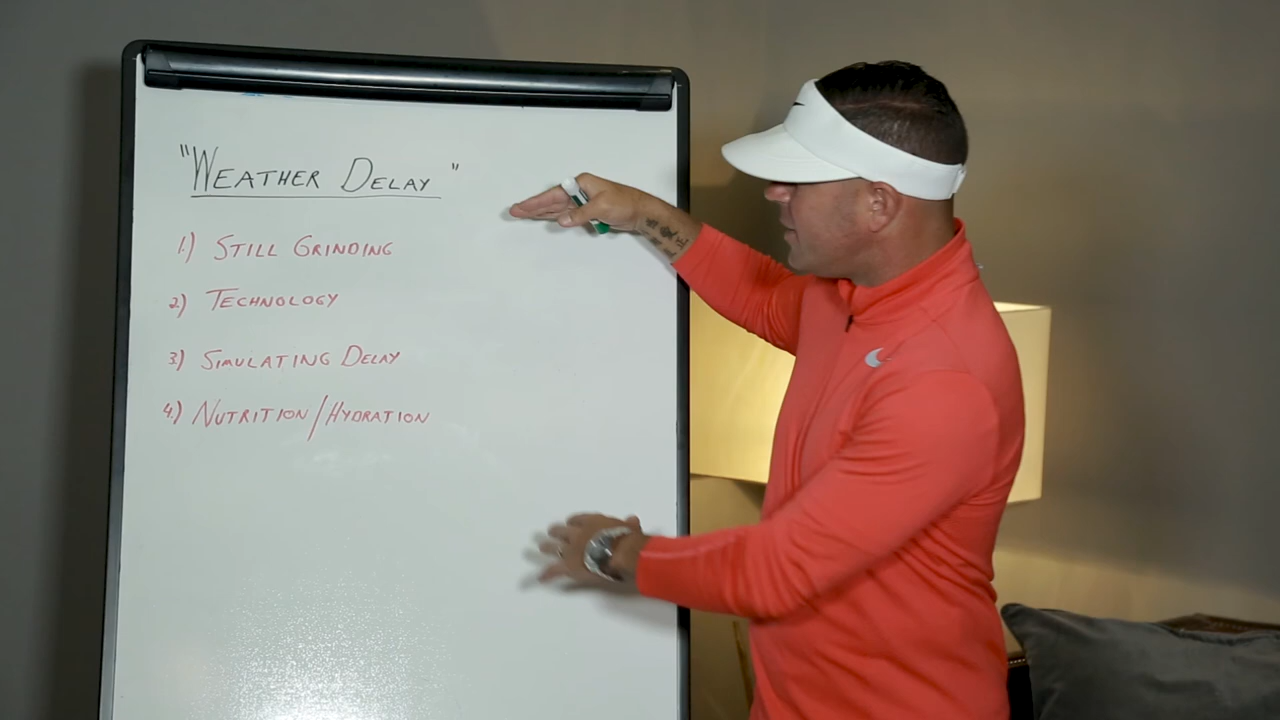 "WEATHER DELAY"
1.) STILL GRINDING
2) TECHNOLOGY
3) SIMULATING DELAY
4.) NUTRITION/HYDRATION